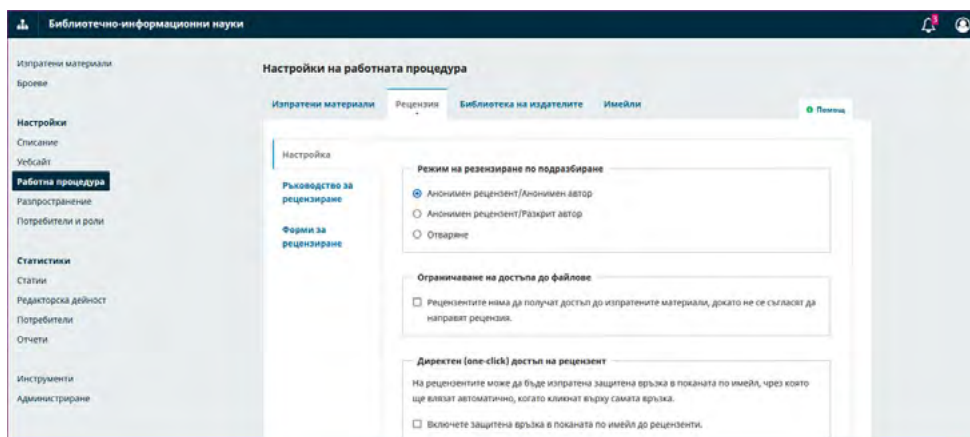 Библиотечно-информационни науки
3
Изпратени материали
Броеве
Настройки
Списание
Уебсайт
Работна процедура
Разпространение
Потребители и роли
Статистики
Статии
Редакторска дейност
Потребители
Отчети
Инструменти
Администриране
Настройки на работната процедура
Изпратени материали Рецензия Библиотека на издателите Имейли
Помощ
Настройка
Ръководство за
рецензиране
Форми за
рецензиране
Режим на резензиране по подразбиране
Анонимен рецензент/Анонимен автор
Анонимен рецензент/Разкрит автор
Отваряне
Ограничаване на достъпа до файлове
Рецензентите няма да получат достъп до изпратените материали, докато не се съгласят да
направят рецензия.
Директен (one-click) достъп на рецензент
На рецензентите може да бъде изпратена защитена връзка в поканата по имейл, чрез която
ще влязат автоматично, когато кликнат върху самата връзка.
Включете защитена връзка в поканата по имейл до рецензенти.